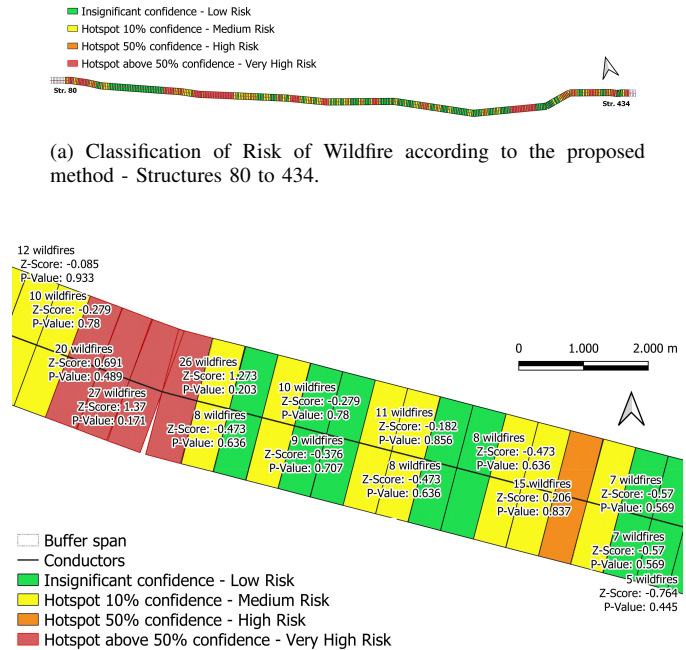 Insignificant confidence - Low Risk
Hotspot 10% confidence - Medium Risk
Hotspot 50% confidence - High Risk
Hotspot above 50% confidence - Very High Risk
Str. 80
Str. 434
(a) Classification of Risk of Wildfire according to the proposed
method - Structures 80 to 434.
12 wildfires
Z-Score: -0.085
P-Value: 0.933
10 wildfires
Z-Score: -0.279
P-Value: 0.78
20 wildfires
Z-Score: 0.691
P-Value: 0.489
27 wildfires
Z-Score: 1.37
P-Value: 0.171
26 wildfires
Z-Score: 1.273
P-Value: 0.203
8 wildfires
Z-Score: -0.473
P-Value: 0.636
10 wildfires
Z-Score: -0.279
P-Value: 0.78
9 wildfires
Z-Score: -0.376
P-Value: 0.707
11 wildfires
Z-Score: -0.182
P-Value: 0.856
8 wildfires
Z-Score: -0.473
P-Value: 0.636
8 wildfires
Z-Score: -0.473
P-Value: 0.636
15 wildfires
Z-Score: 0.206
P-Value: 0.837
7 wildfires
Z-Score: -0.57
P-Value: 0.569
7 wildfires
Z-Score: -0.57
P-Value: 0.569
5 wildfires
Z-Score: -0.764
P-Value: 0.445
0 1.000 2.000 m
Buffer span
Conductors
Insignificant confidence - Low Risk
Hotspot 10% confidence - Medium Risk
Hotspot 50% confidence - High Risk
Hotspot above 50% confidence - Very High Risk